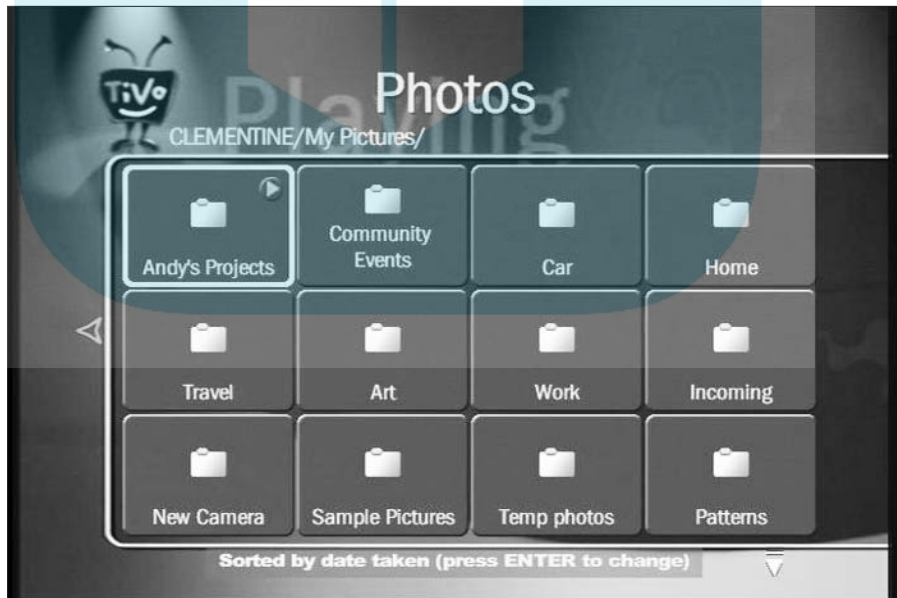 TiVo
Playing
Photos
CLEMENTINE/My Pictures/
Andy's Projects
Community
Events
Car
Home
Travel
Art
Work
Incoming
New Camera
Sample Pictures
Temp photos
Patterns
Sorted by date taken (press ENTER to change)